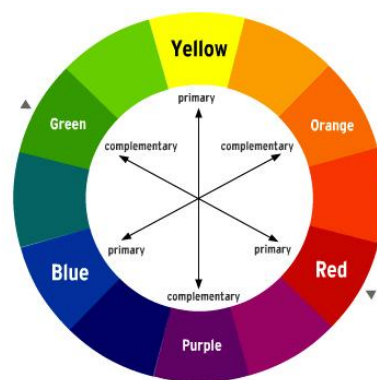 Yellow
primary
Green
Orange
complementary
complementary
primary
primary
Blue
Red
complementary
Purple